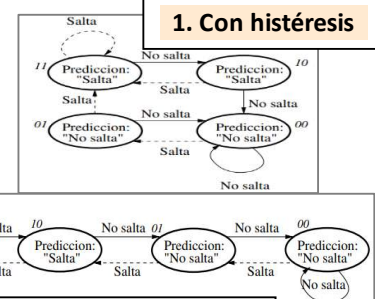 1. Con histéresis
Salta
11
Prediccion:
"Salta"
No salta
Salta
Prediccion:
"Salta"
10
Salta
No salta
01
Prediccion:
"No salta"
No salta
Salta
Prediccion:
"No salta"
00
No salta
10
Prediccion:
"Salta"
No salta
Salta
01
Prediccion:
"No salta"
No salta
Salta
00
Prediccion:
"No salta"
No salta